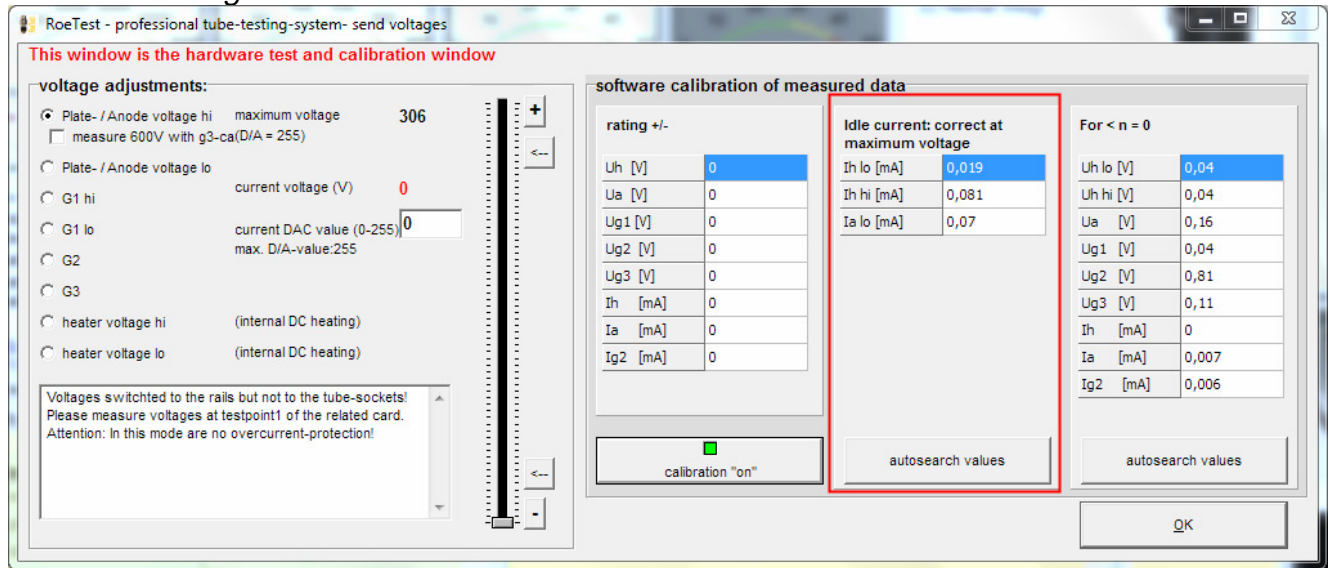 RoeTest - professional tube-testing-system- send voltages
This window is the hardware test and calibration window
voltage adjustments:
Plate- / Anode voltage hi maximum voltage 306
measure 600V with g3-ca(D/A = 255)
Plate- / Anode voltage lo
current voltage (V) 0
G1 hi
G1 lo current DAC value (0-255) 0
max. D/A-value:255
G2
G3
heater voltage hi (internal DC heating)
heater voltage lo (internal DC heating)
Voltages switchted to the rails but not to the tube-sockets!
Please measure voltages at testpoint1 of the related card.
Attention: In this mode are no overcurrent-protection!
+
<--
<--
-
software calibration of measured data
rating +/-
Uh [V] 0
Ua [V] 0
Ug1 [V] 0
Ug2 [V] 0
Ug3 [V] 0
Ih [mA] 0
Ia [mA] 0
Ig2 [mA] 0
calibration "on"
Idle current: correct at
maximum voltage
Ih lo [mA] 0,019
Ih hi [mA] 0,081
Ia lo [mA] 0,07
autosearch values
For < n = 0
Uh lo [V] 0,04
Uh hi [V] 0,04
Ua [V] 0,16
Ug1 [V] 0,04
Ug2 [V] 0,81
Ug3 [V] 0,11
Ih [mA] 0
Ia [mA] 0,007
Ig2 [mA] 0,006
autosearch values
OK